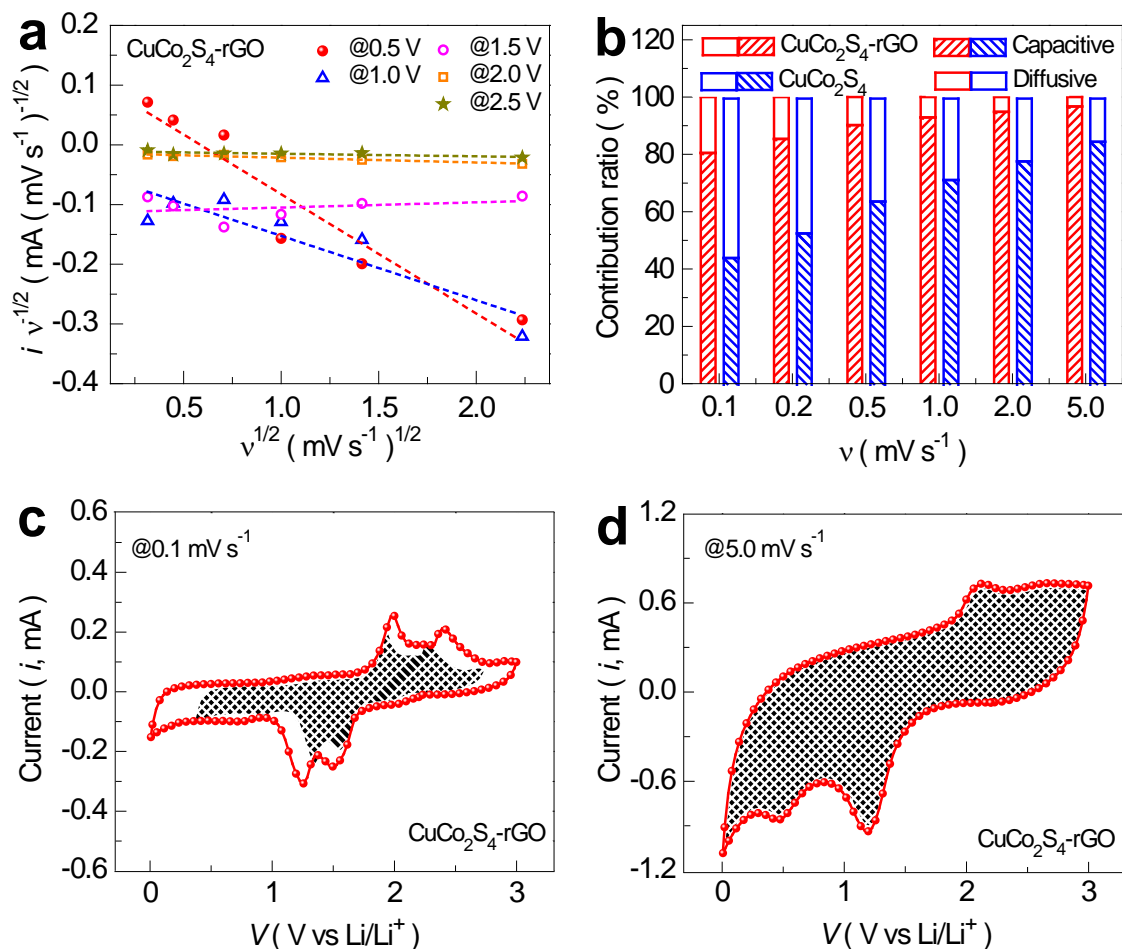 a
CuCo₂S₄-rGO
@0.5 V
@1.0 V
@1.5 V
@2.0 V
@2.5 V
0.2
0.1
0.0
-0.1
-0.2
-0.3
-0.4
i ν⁻¹/² ( mA ( mV s⁻¹ )⁻¹/²
0.5 1.0 1.5 2.0
ν¹/² ( mV s⁻¹ )¹/²
b
CuCo₂S₄-rGO
CuCo₂S₄
Capacitive
Diffusive
120
100
80
60
40
20
0
Contribution ratio ( % )
0.1 0.2 0.5 1.0 2.0 5.0
ν ( mV s⁻¹ )
c
@0.1 mV s⁻¹
0.6
0.4
0.2
0.0
-0.2
-0.4
-0.6
Current ( i, mA)
CuCo₂S₄-rGO
0 1 2 3
V ( V vs Li/Li⁺ )
d
@5.0 mV s⁻¹
1.2
0.6
0.0
-0.6
-1.2
Current ( i, mA)
CuCo₂S₄-rGO
0 1 2 3
V ( V vs Li/Li⁺ )